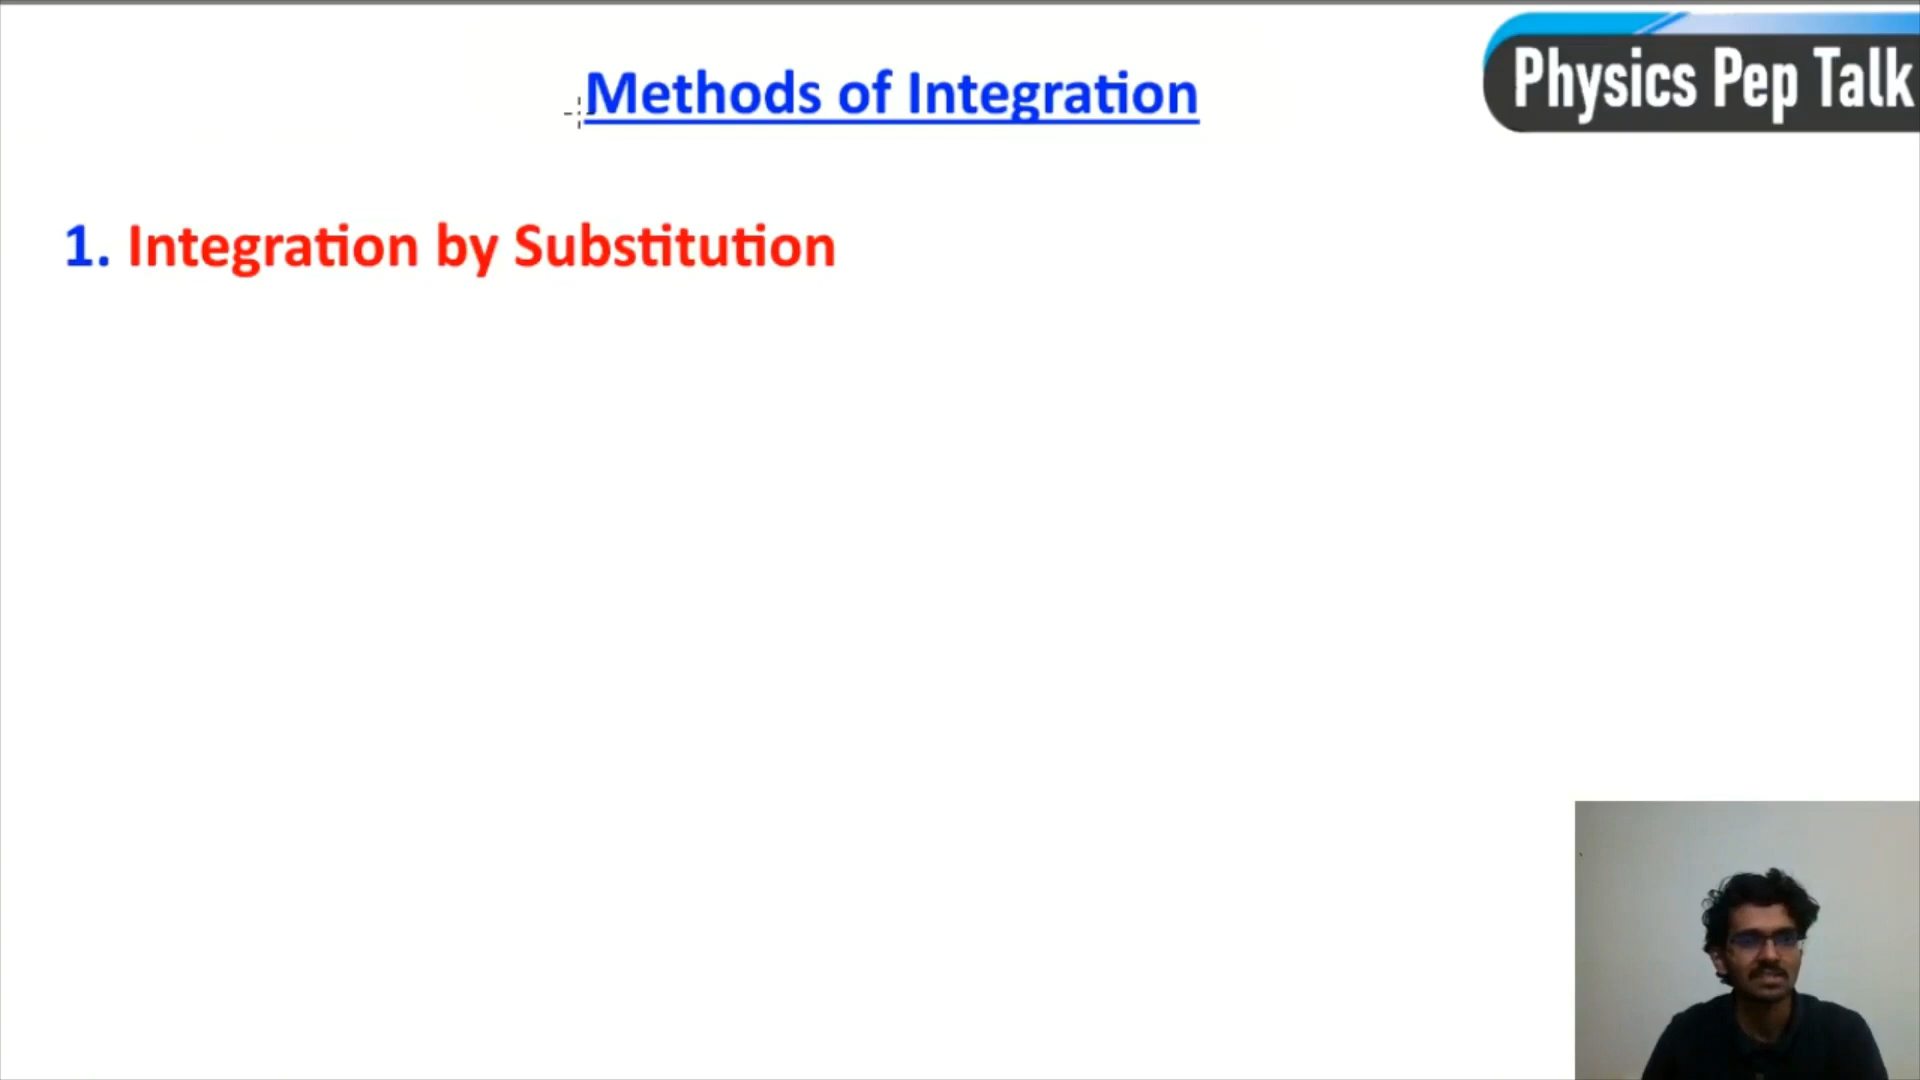 Methods of Integration
Physics Pep Talk
1. Integration by Substitution